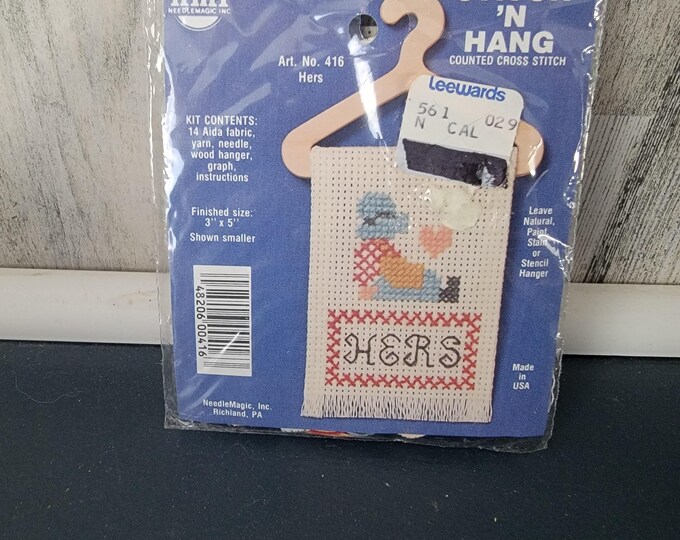 NEEDLEMAGIC INC
'N
HANG
COUNTED CROSS STITCH
Art. No. 416
Hers
KIT CONTENTS:
14 Aida fabric,
yarn, needle,
wood hanger,
graph,
instructions
Finished size:
3" x 5"
Shown smaller
Leewards
561 029
N CAL
Leave
Natural,
Paint
Stain
or
Stencil
Hanger
HERS
48206 00416
Made
in
USA
NeedleMagic, Inc.
Richland, PA